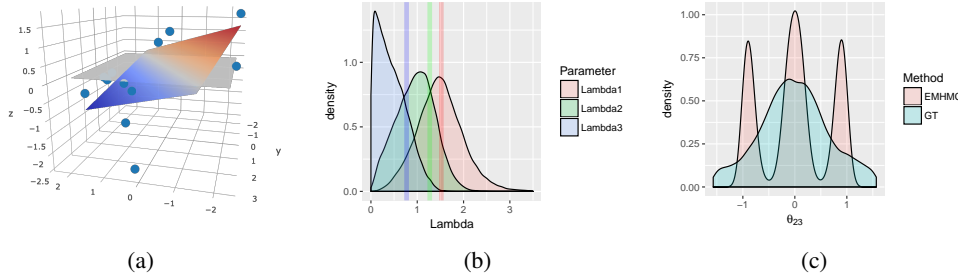 1.5
1
0.5
0
−0.5
−1
−1.5
−2
−2.5
z
2
1
0
−1
−2
−2
−1
0
1
2
3
y
(a)
density
1.0
0.5
0.0
0
1
2
3
Lambda
Parameter
Lambda1
Lambda2
Lambda3
(b)
density
1.00
0.75
0.50
0.25
0.00
−1
0
1
θ23
Method
EMHMC
GT
(c)